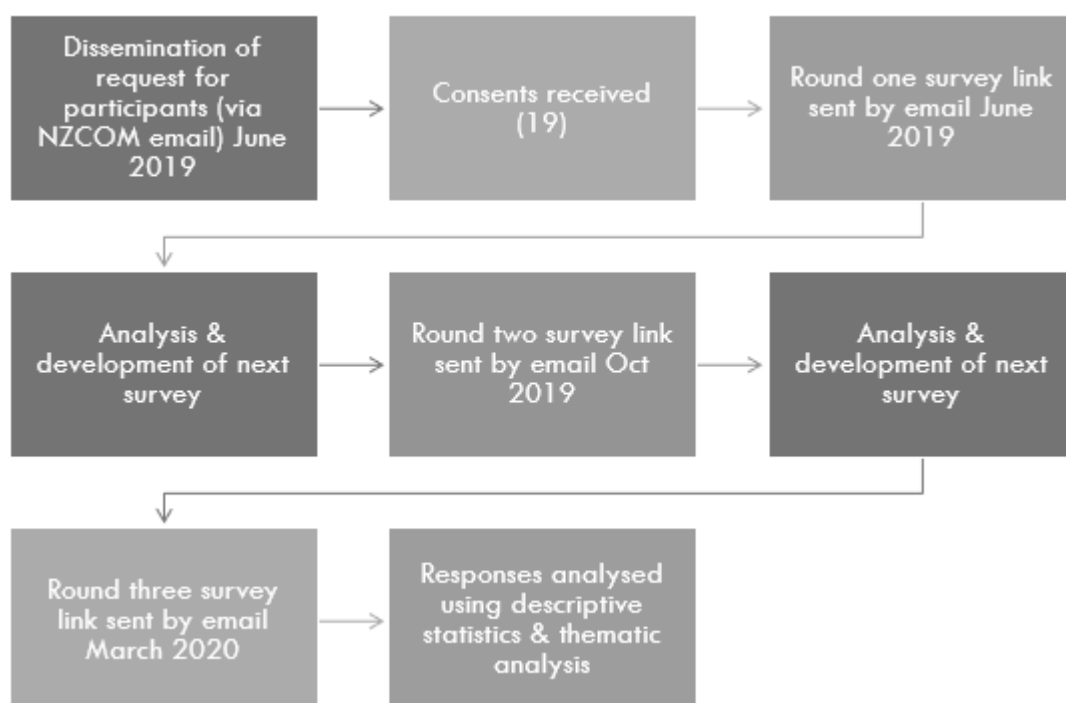 Dissemination of
request for
participants (via
NZCOM email) June
2019
Consents received
(19)
Round one survey link
sent by email June
2019
Analysis &
development of next
survey
Round two survey link
sent by email Oct
2019
Analysis &
development of next
survey
Round three survey
link sent by email
March 2020
Responses analysed
using descriptive
statistics & thematic
analysis